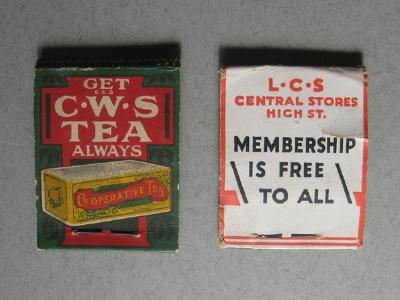 GET
E&S
C·W·S
TEA
ALWAYS
CO-OPERATIVE TEA
L·C·S
CENTRAL STORES
HIGH ST.
MEMBERSHIP
IS FREE
TO ALL